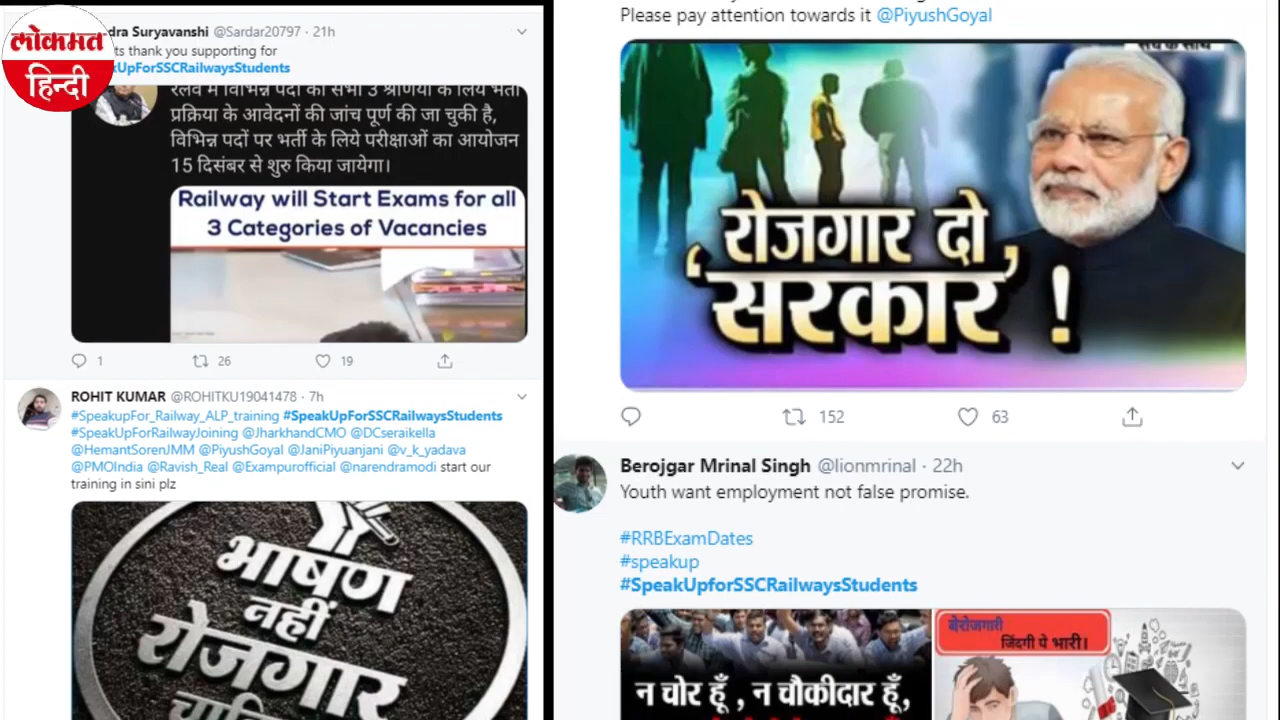 लोकमत
हिन्दी
dra Suryavanshi @Sardar20797 · 21h
ts thank you supporting for
kUpForSSCRailwaysStudents
रेलवे में विभिन्न पदों की सभी 3 श्रेणियों के लिये भर्ती
प्रक्रिया के आवेदनों की जांच पूर्ण की जा चुकी है,
विभिन्न पदों पर भर्ती के लिये परीक्षाओं का आयोजन
15 दिसंबर से शुरु किया जायेगा।
Railway will Start Exams for all
3 Categories of Vacancies
1 26 19
ROHIT KUMAR @ROHITKU19041478 · 7h
#SpeakupFor_Railway_ALP_training #SpeakUpForSSCRailwaysStudents
#SpeakUpForRailwayJoining @JharkhandCMO @DCseraikella
@HemantSorenJMM @PiyushGoyal @JaniPiyuanjani @v_k_yadava
@PMOIndia @Ravish_Real @Exampurofficial @narendramodi start our
training in sini plz
भाषण
नहीं
रोजगार
Please pay attention towards it @PiyushGoyal
सच के साथ
'रोजगार दो,
सरकार' !
152 63
Berojgar Mrinal Singh @lionmrinal · 22h
Youth want employment not false promise.
#RRBExamDates
#speakup
#SpeakUpforSSCRailwaysStudents
न चोर हूँ , न चौकीदार हूँ,
बेरोजगारी
जिंदगी पे भारी।